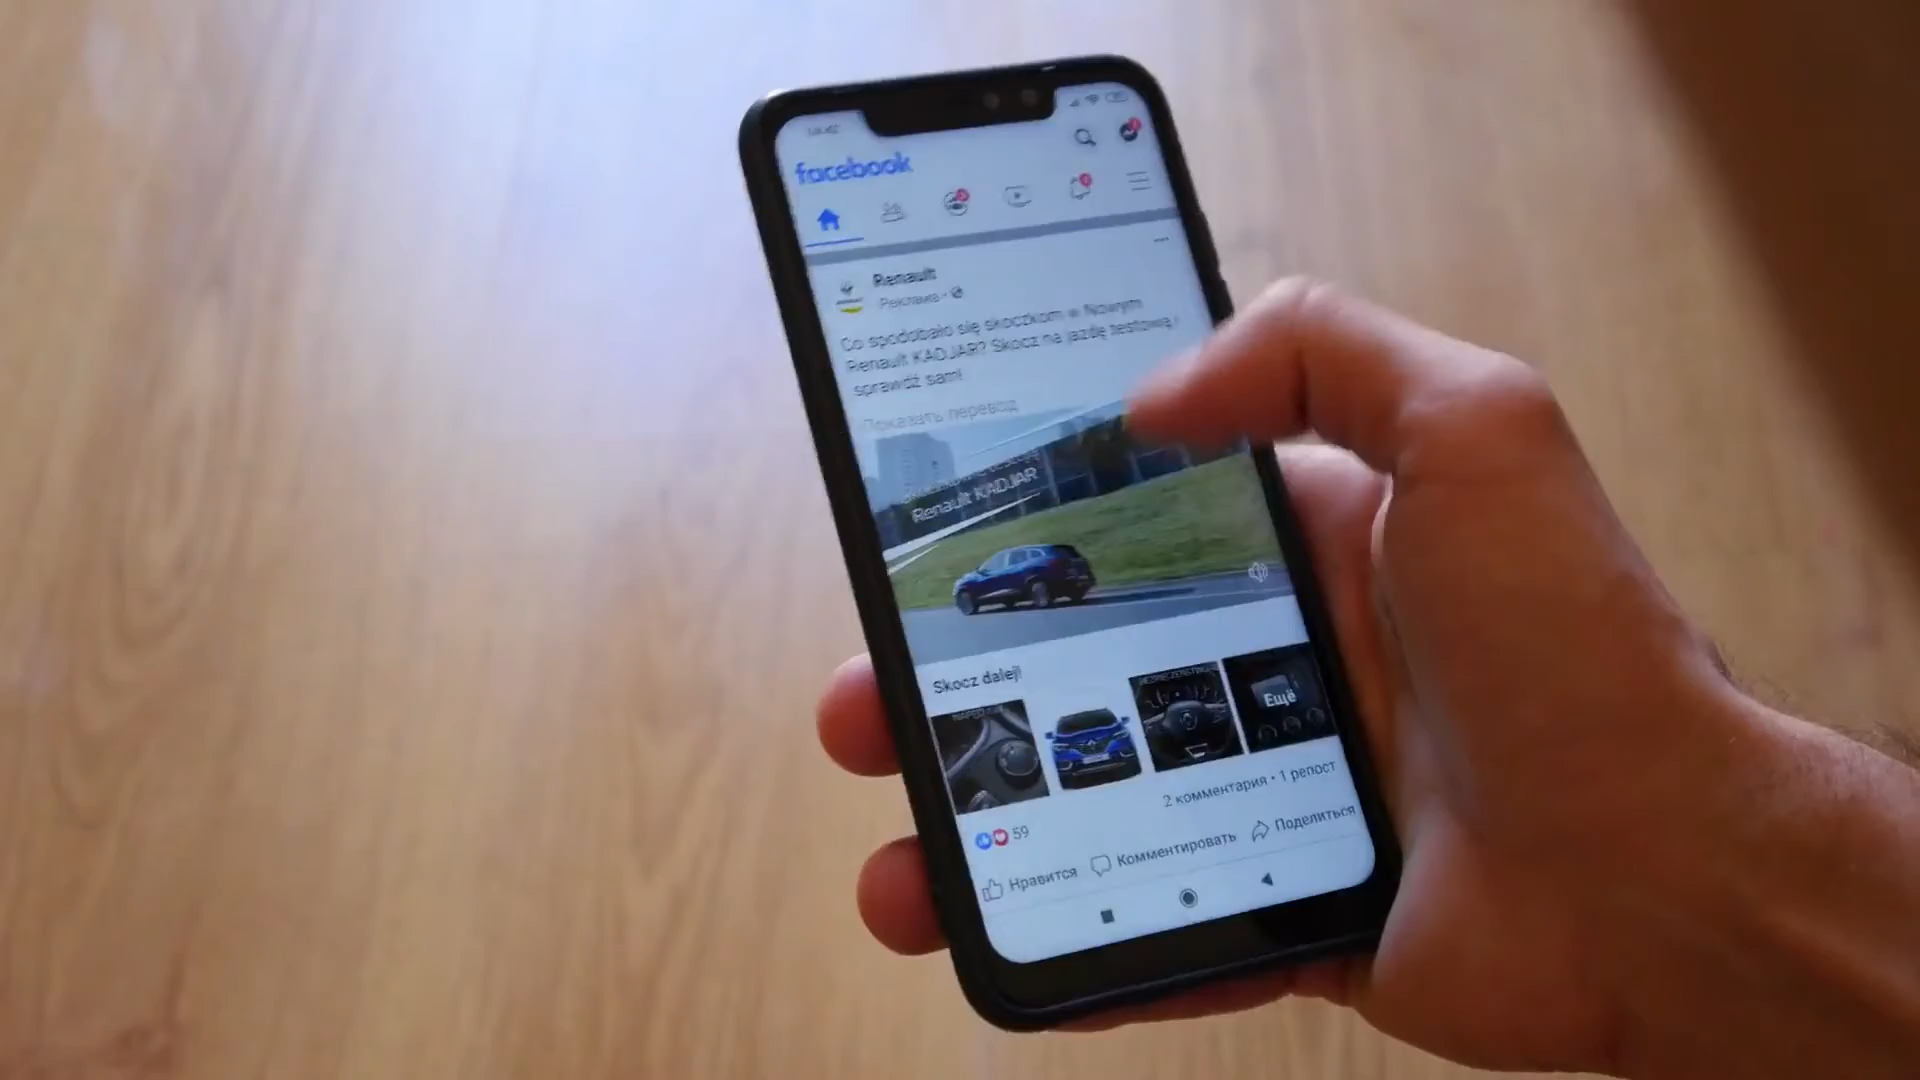 facebook
Renault
Реклама
Co spodobało się skoczkom w Nowym
Renault KADJAR? Skocz na jazdę testową i
sprawdź sam!
Показать перевод
Renault KADJAR
Skocz dalej!
Ещё
2 комментария • 1 репост
59
Нравится
Комментировать
Поделиться